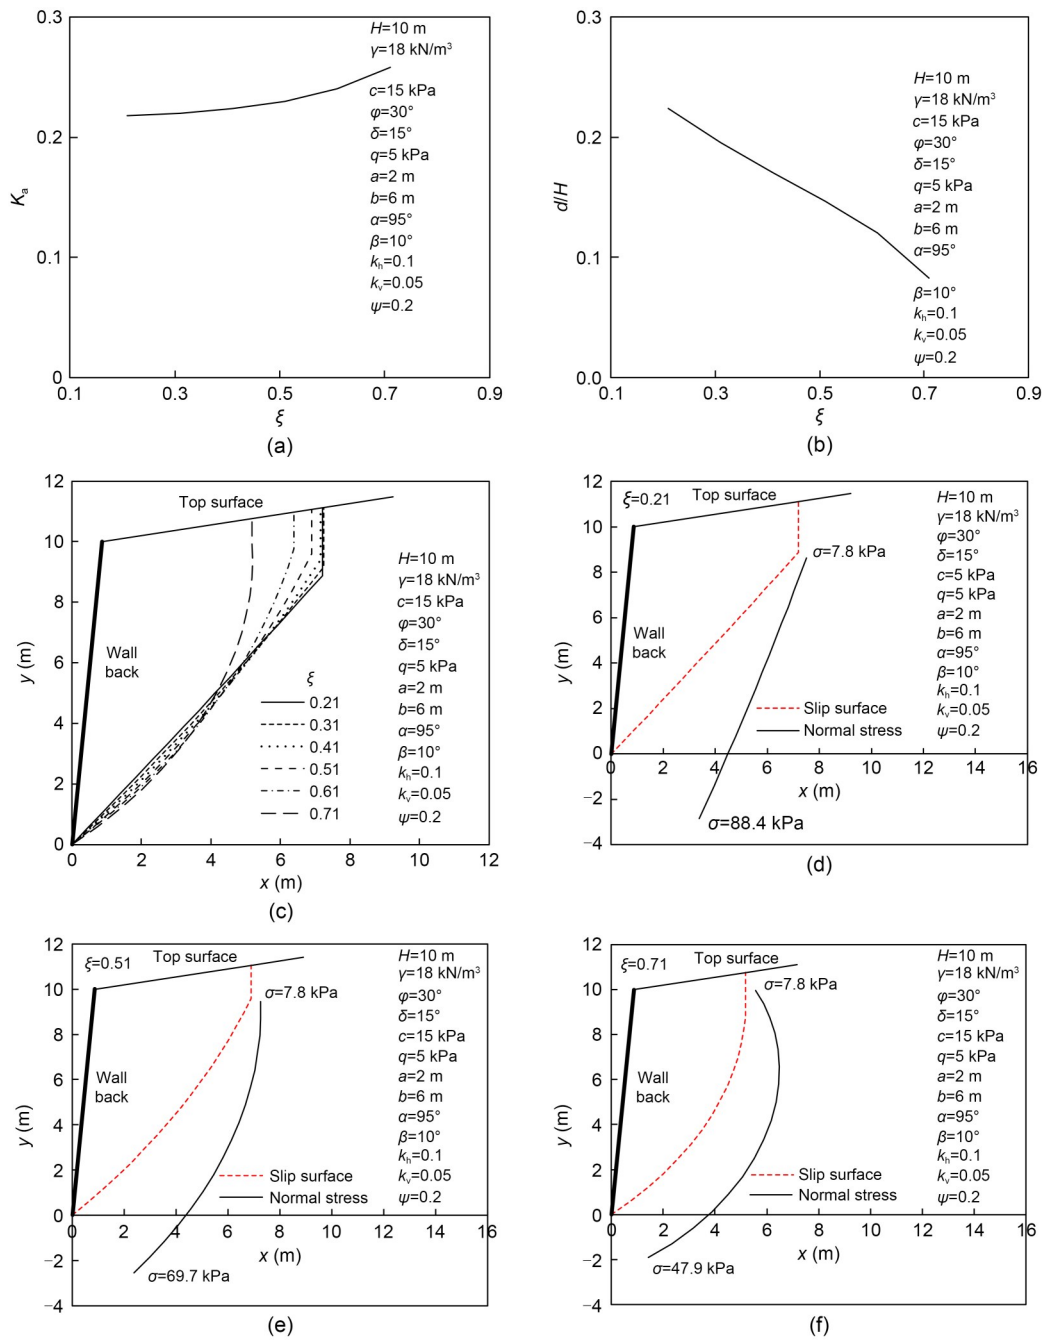 0.3
0.2
0.1
0
Kₐ
H=10 m
γ=18 kN/m³
c=15 kPa
φ=30°
δ=15°
q=5 kPa
a=2 m
b=6 m
α=95°
β=10°
kₕ=0.1
kᵥ=0.05
ψ=0.2
0.1 0.3 0.5 0.7 0.9
ξ
(a)
0.3
0.2
0.1
0.0
d/H
H=10 m
γ=18 kN/m³
c=15 kPa
φ=30°
δ=15°
q=5 kPa
a=2 m
b=6 m
α=95°
β=10°
kₕ=0.1
kᵥ=0.05
ψ=0.2
0.1 0.3 0.5 0.7 0.9
ξ
(b)
12
10
8
6
4
2
0
y (m)
Top surface
Wall
back
H=10 m
γ=18 kN/m³
c=15 kPa
φ=30°
δ=15°
q=5 kPa
a=2 m
b=6 m
α=95°
β=10°
kₕ=0.1
kᵥ=0.05
ψ=0.2
ξ
0.21
0.31
0.41
0.51
0.61
0.71
0 2 4 6 8 10 12
x (m)
(c)
12
10
8
6
4
2
0
−2
−4
y (m)
ξ=0.21
Top surface
σ=7.8 kPa
Wall
back
H=10 m
γ=18 kN/m³
φ=30°
δ=15°
c=5 kPa
q=5 kPa
a=2 m
b=6 m
α=95°
β=10°
kₕ=0.1
kᵥ=0.05
ψ=0.2
Slip surface
Normal stress
0 2 4 6 8 10 12 14 16
x (m)
σ=88.4 kPa
(d)
12
10
8
6
4
2
0
−2
−4
y (m)
ξ=0.51
Top surface
σ=7.8 kPa
Wall
back
H=10 m
γ=18 kN/m³
φ=30°
δ=15°
c=15 kPa
q=5 kPa
a=2 m
b=6 m
α=95°
β=10°
kₕ=0.1
kᵥ=0.05
ψ=0.2
Slip surface
Normal stress
0 2 4 6 8 10 12 14 16
x (m)
σ=69.7 kPa
(e)
12
10
8
6
4
2
0
−2
−4
y (m)
ξ=0.71
Top surface
σ=7.8 kPa
Wall
back
H=10 m
γ=18 kN/m³
φ=30°
δ=15°
c=15 kPa
q=5 kPa
a=2 m
b=6 m
α=95°
β=10°
kₕ=0.1
kᵥ=0.05
ψ=0.2
Slip surface
Normal stress
0 2 4 6 8 10 12 14 16
x (m)
σ=47.9 kPa
(f)